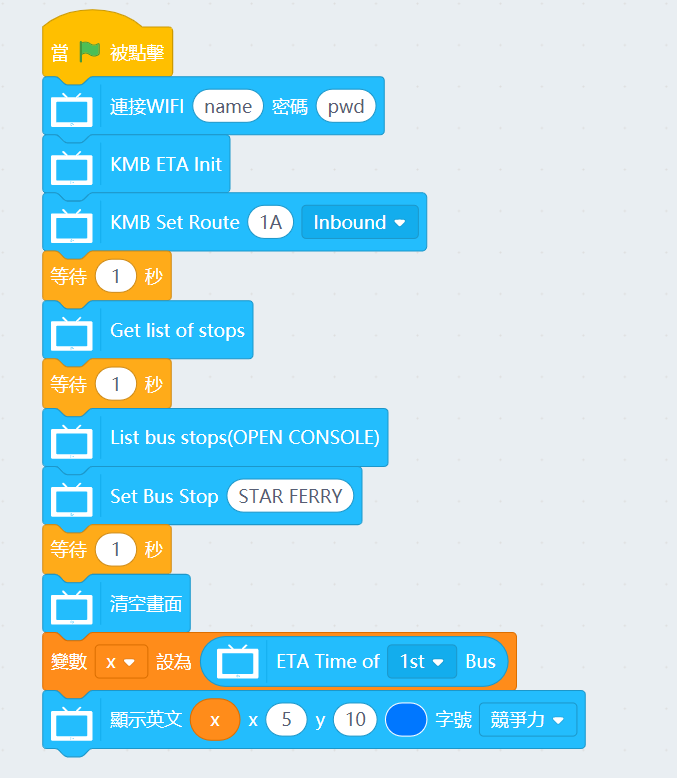 當 被點擊
連接WIFI name 密碼 pwd
KMB ETA Init
KMB Set Route 1A Inbound
等待 1 秒
Get list of stops
等待 1 秒
List bus stops(OPEN CONSOLE)
Set Bus Stop STAR FERRY
等待 1 秒
清空畫面
變數 x 設為 ETA Time of 1st Bus
顯示英文 x x 5 y 10 字號 競爭力